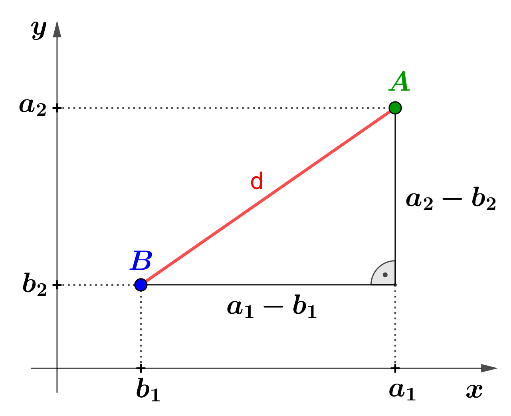 y
A
a₂
d
a₂ − b₂
B
b₂
a₁ − b₁
b₁
a₁
x